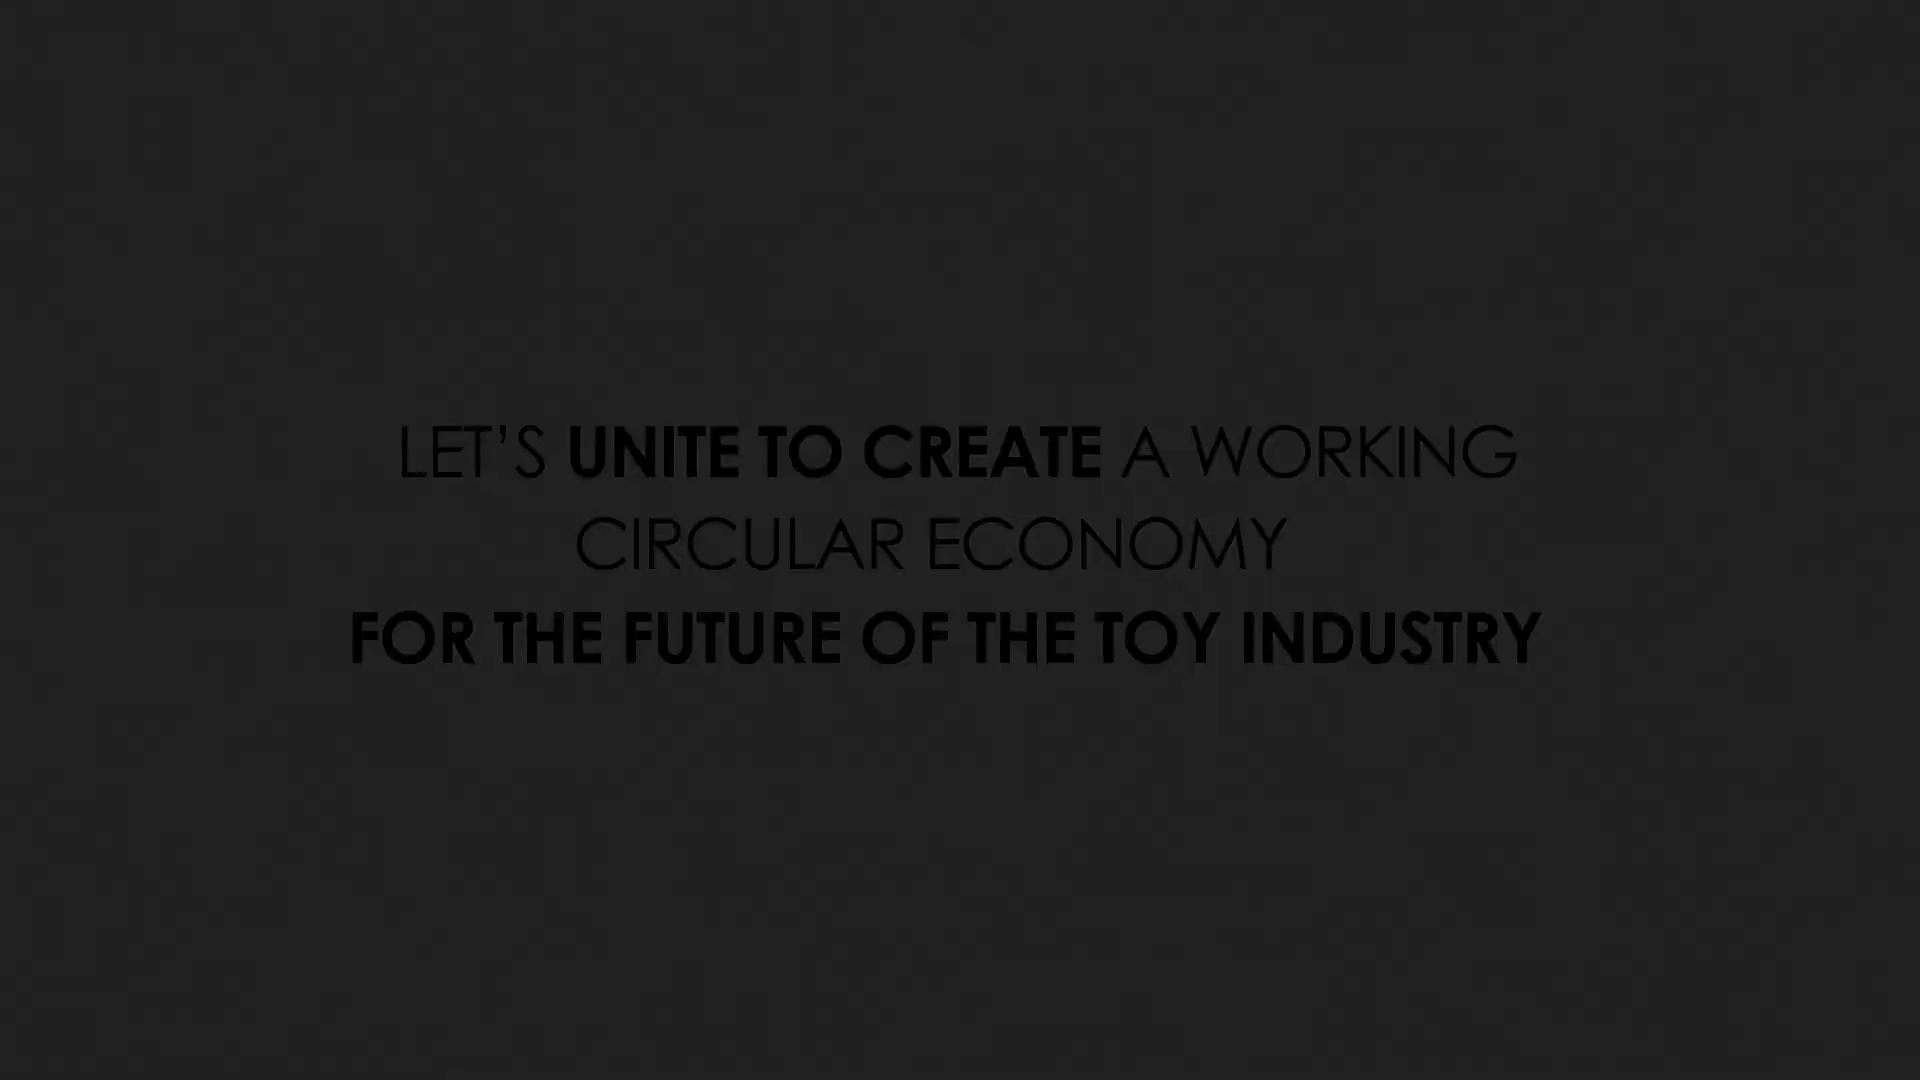 LET’S UNITE TO CREATE A WORKING
CIRCULAR ECONOMY
FOR THE FUTURE OF THE TOY INDUSTRY